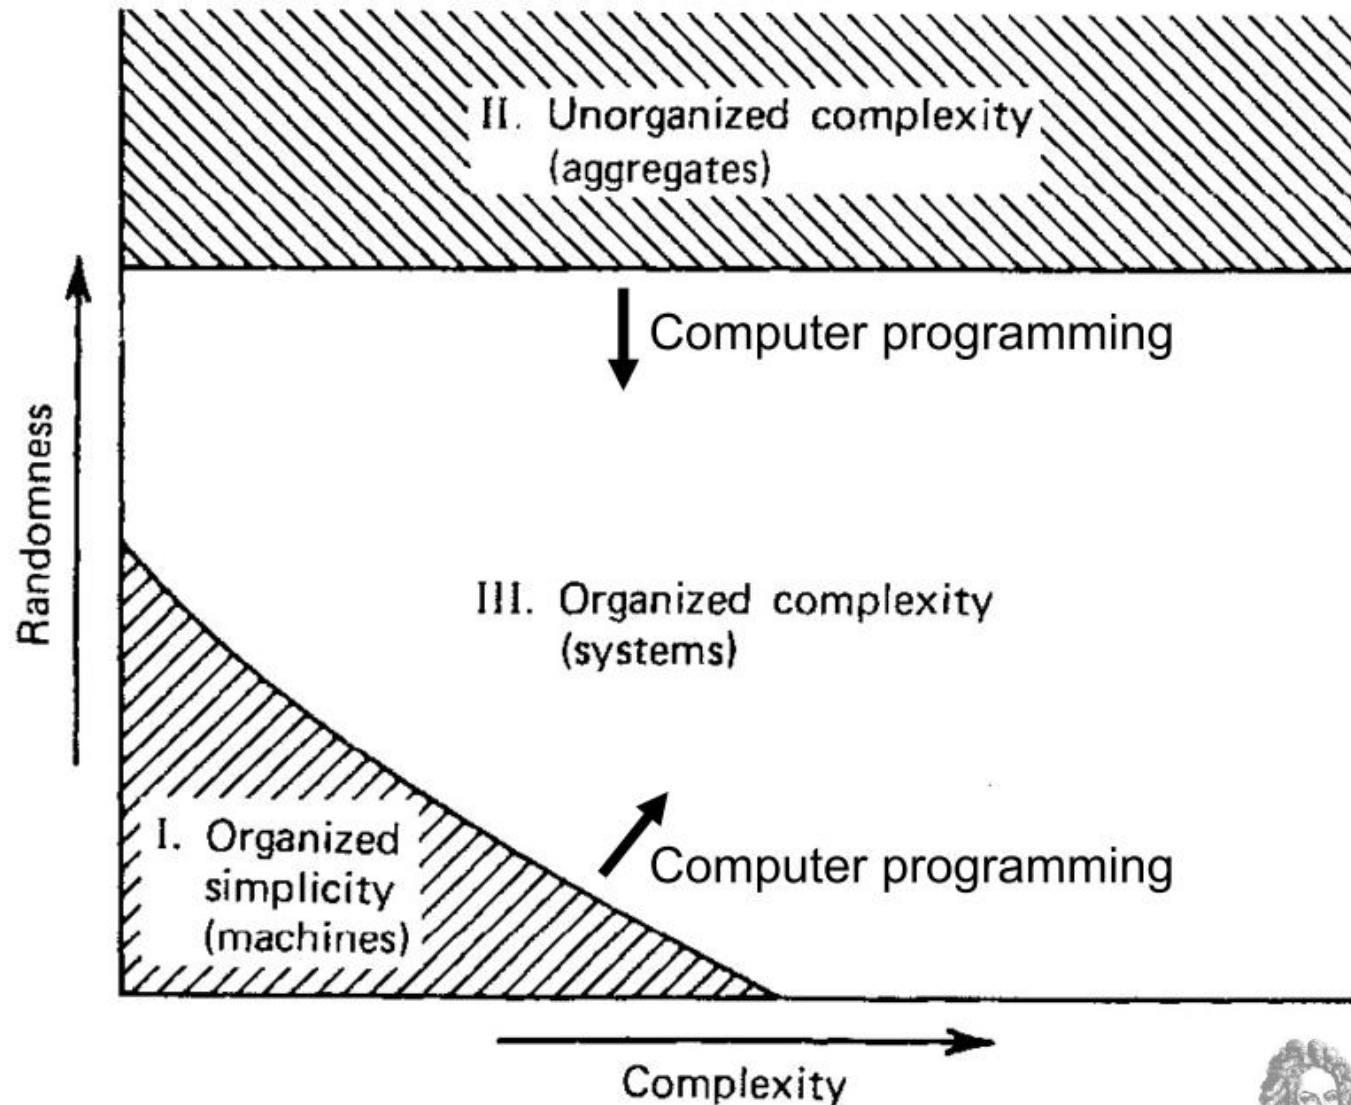 II. Unorganized complexity
(aggregates)
Computer programming
Randomness
III. Organized complexity
(systems)
I. Organized
simplicity
(machines)
Computer programming
Complexity